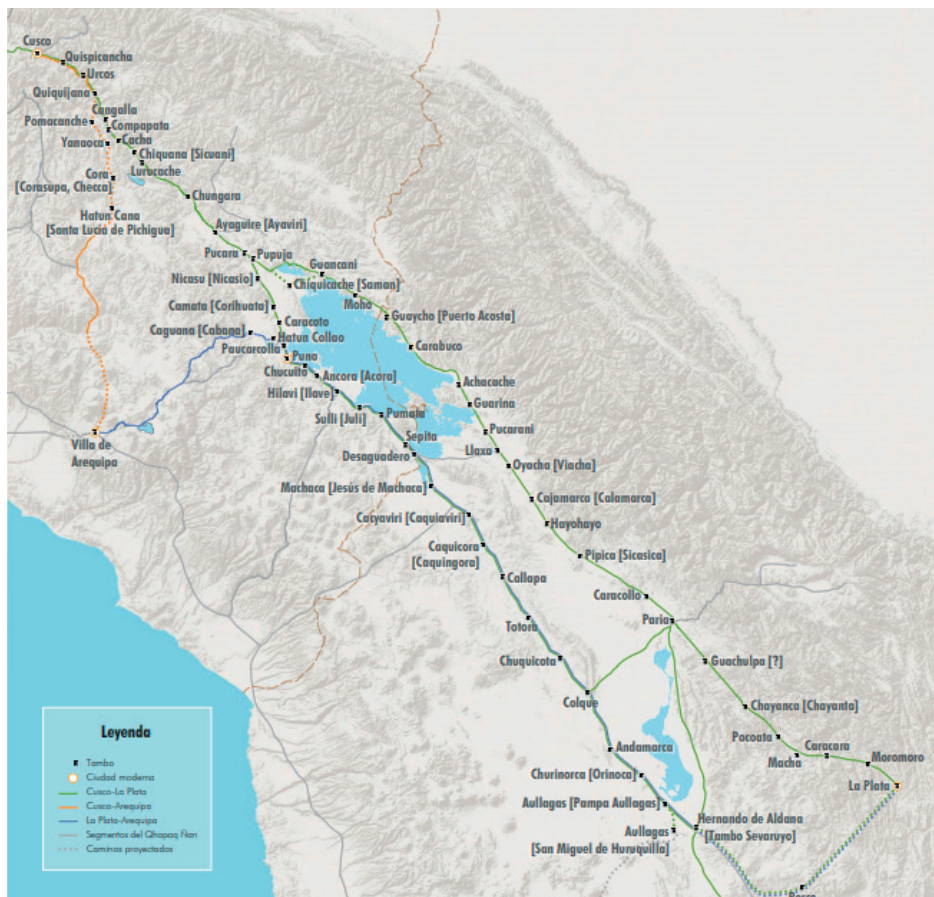 Cusco
Quispicancha
Urcos
Quiquijana
Cangalla
Pomacanche
Compapata
Cacha
Yanaoca
Chiquana [Sicuani]
Lurucache
Cora
[Corasupa, Checca]
Chungara
Hatun Cana
[Santa Lucia de Pichigua]
Ayaguire [Ayaviri]
Pucara
Pupuja
Guancani
Nicasu [Nicasio]
Chiquicache [Saman]
Moho
Camata [Corihuata]
Guaycho [Puerto Acosta]
Caracoto
Caguana [Cabana]
Hatun Collao
Paucarcolla
Carabuco
Puno
Chucuito
Ancora [Acora]
Achacache
Hilavi [Ilave]
Guarina
Sulli [Juli]
Pumata
Pucarani
Villa de
Arequipa
Sepita
Llaxa
Desaguadero
Oyacha [Viacha]
Machaca [Jesús de Machaca]
Cajamarca [Calamarca]
Cacyaviri [Caquiaviri]
Hayohayo
Caquicora
[Caquingora]
Pipica [Sicasica]
Callapa
Caracollo
Totora
Paria
Chuquicota
Guachulpa [?]
Colque
Chayanca [Chayanta]
Pocoata
Andamarca
Caracara
Macha
Moromoro
Churinorca [Orinoca]
La Plata
Aullagas [Pampa Aullagas]
Hernando de Aldana
[Tambo Sevaruyo]
Aullagas
[San Miguel de Huruquilla]
Leyenda
Tambo
Ciudad moderna
Cusco-La Plata
Cusco-Arequipa
La Plata-Arequipa
Segmentos del Qhapaq Ñan
Caminos proyectados